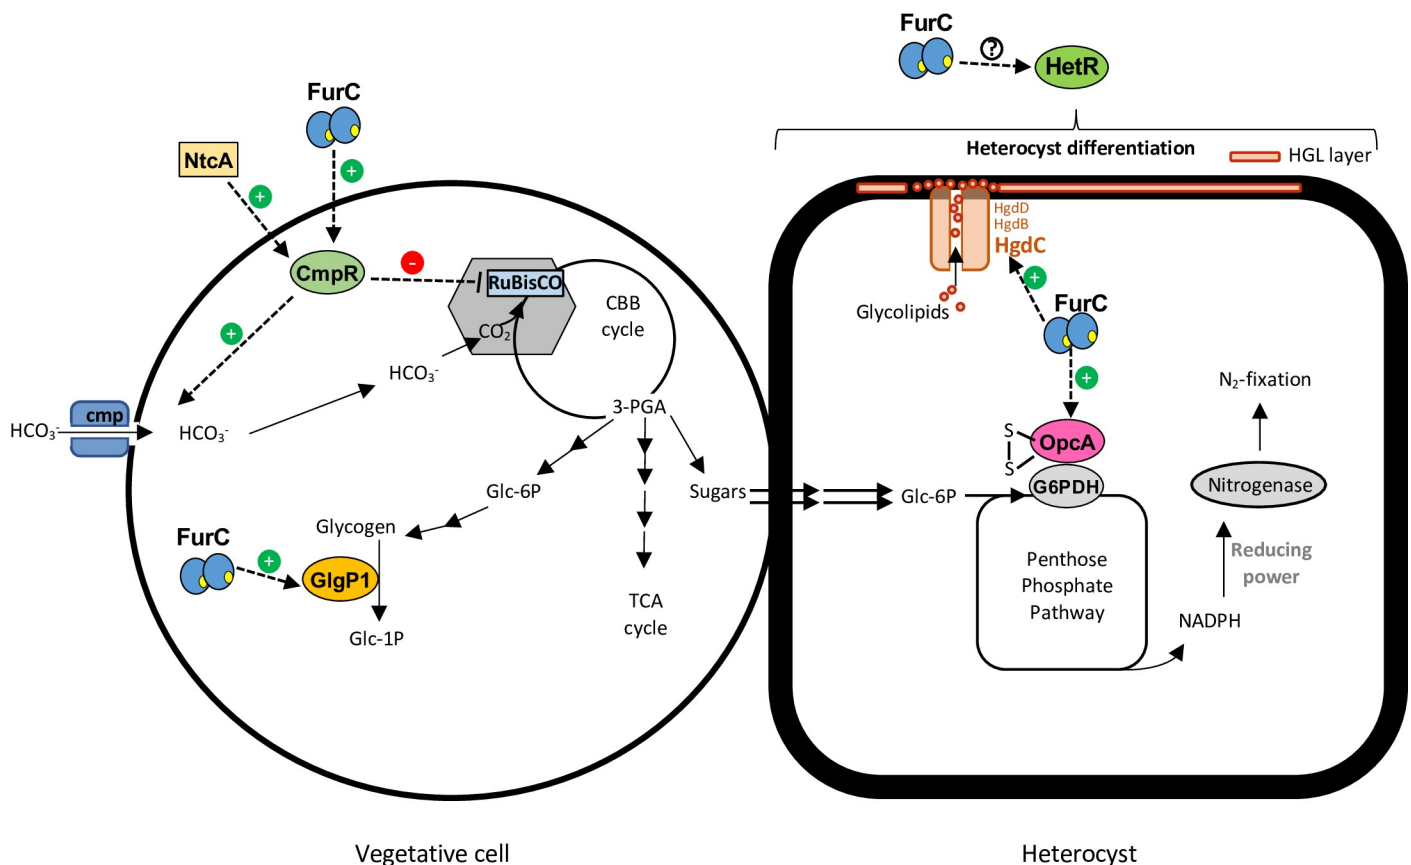 FurC
?
HetR
Heterocyst differentiation
HGL layer
FurC
+
NtcA
+
CmpR
-
RuBisCO
CO₂
CBB
cycle
+
HCO₃⁻
3-PGA
HCO₃⁻
cmp
HCO₃⁻
Glc-6P
Sugars
Glycogen
FurC
+
GlgP1
Glc-1P
TCA
cycle
Vegetative cell
HgdD
HgdB
HgdC
+
Glycolipids
FurC
+
S
S
OpcA
G6PDH
Glc-6P
Penthose
Phosphate
Pathway
N₂-fixation
Nitrogenase
Reducing
power
NADPH
Heterocyst